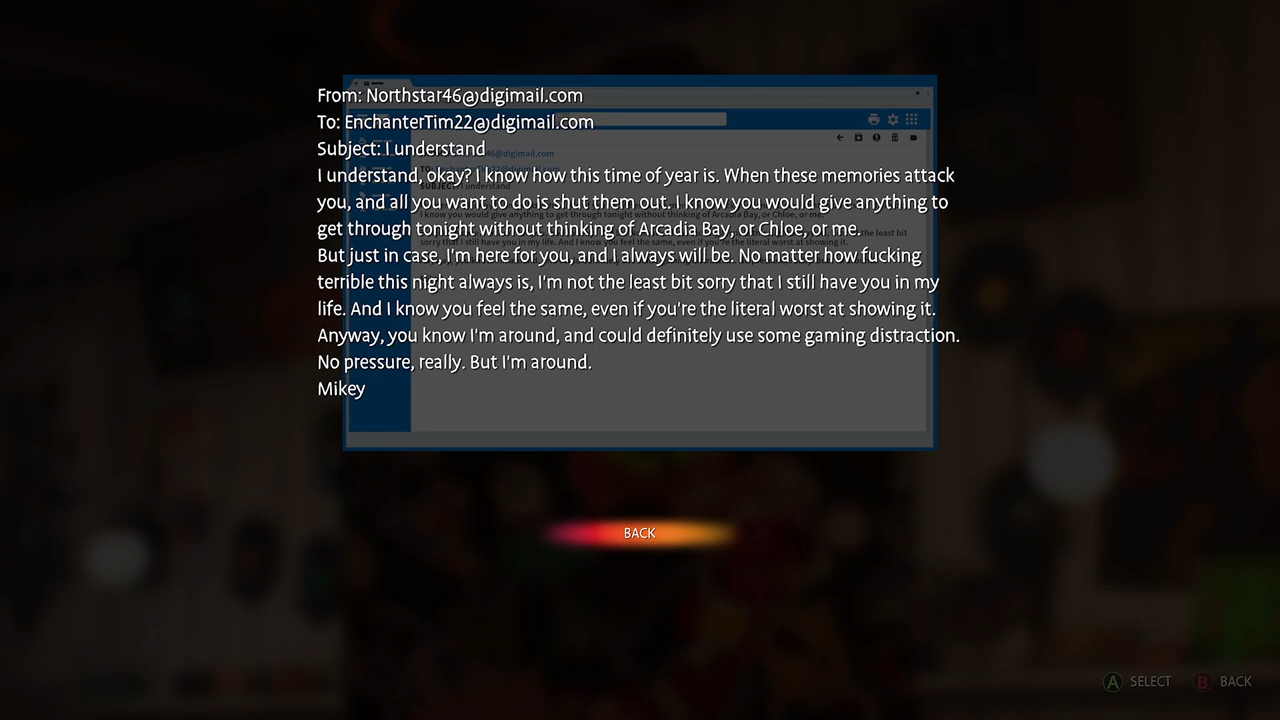 From: Northstar46@digimail.com
To: EnchanterTim22@digimail.com
Subject: I understand
I understand, okay? I know how this time of year is. When these memories attack
you, and all you want to do is shut them out. I know you would give anything to
get through tonight without thinking of Arcadia Bay, or Chloe, or me.
But just in case, I'm here for you, and I always will be. No matter how fucking
terrible this night always is, I'm not the least bit sorry that I still have you in my
life. And I know you feel the same, even if you're the literal worst at showing it.
Anyway, you know I'm around, and could definitely use some gaming distraction.
No pressure, really. But I'm around.
Mikey
BACK
A SELECT B BACK